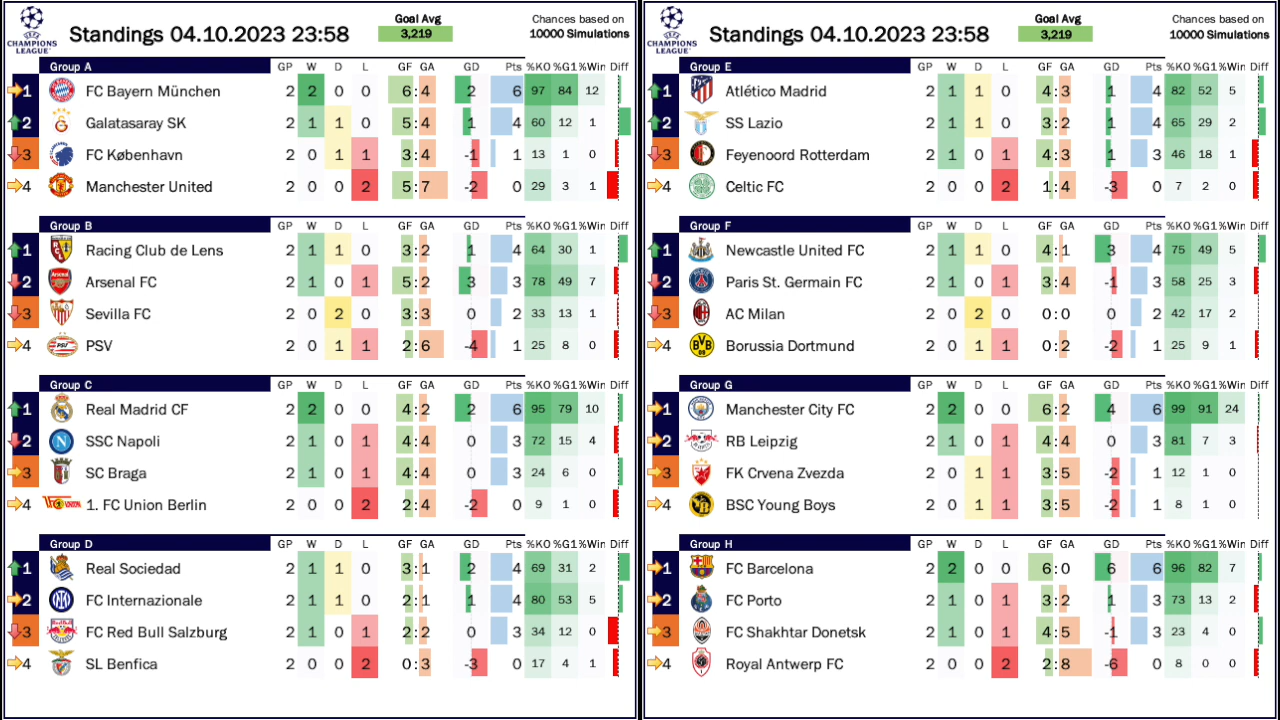 UEFA CHAMPIONS LEAGUE
Standings 04.10.2023 23:58
Goal Avg
3,219
Chances based on
10000 Simulations
Group A GP W D L GF GA GD Pts %KO %G1 %Win Diff
1 FC Bayern München 2 2 0 0 6:4 2 6 97 84 12
2 Galatasaray SK 2 1 1 0 5:4 1 4 60 12 1
3 FC København 2 0 1 1 3:4 -1 1 13 1 0
4 Manchester United 2 0 0 2 5:7 -2 0 29 3 1
Group B GP W D L GF GA GD Pts %KO %G1 %Win Diff
1 Racing Club de Lens 2 1 1 0 3:2 1 4 64 30 1
2 Arsenal FC 2 1 0 1 5:2 3 3 78 49 7
3 Sevilla FC 2 0 2 0 3:3 0 2 33 13 1
4 PSV 2 0 1 1 2:6 -4 1 25 8 0
Group C GP W D L GF GA GD Pts %KO %G1 %Win Diff
1 Real Madrid CF 2 2 0 0 4:2 2 6 95 79 10
2 SSC Napoli 2 1 0 1 4:4 0 3 72 15 4
3 SC Braga 2 1 0 1 4:4 0 3 24 6 0
4 1. FC Union Berlin 2 0 0 2 2:4 -2 0 9 1 0
Group D GP W D L GF GA GD Pts %KO %G1 %Win Diff
1 Real Sociedad 2 1 1 0 3:1 2 4 69 31 2
2 FC Internazionale 2 1 1 0 2:1 1 4 80 53 5
3 FC Red Bull Salzburg 2 1 0 1 2:2 0 3 34 12 0
4 SL Benfica 2 0 0 2 0:3 -3 0 17 4 1
UEFA CHAMPIONS LEAGUE
Standings 04.10.2023 23:58
Goal Avg
3,219
Chances based on
10000 Simulations
Group E GP W D L GF GA GD Pts %KO %G1 %Win Diff
1 Atlético Madrid 2 1 1 0 4:3 1 4 82 52 5
2 SS Lazio 2 1 1 0 3:2 1 4 65 29 2
3 Feyenoord Rotterdam 2 1 0 1 4:3 1 3 46 18 1
4 Celtic FC 2 0 0 2 1:4 -3 0 7 2 0
Group F GP W D L GF GA GD Pts %KO %G1 %Win Diff
1 Newcastle United FC 2 1 1 0 4:1 3 4 75 49 5
2 Paris St. Germain FC 2 1 0 1 3:4 -1 3 58 25 3
3 AC Milan 2 0 2 0 0:0 0 2 42 17 2
4 Borussia Dortmund 2 0 1 1 0:2 -2 1 25 9 1
Group G GP W D L GF GA GD Pts %KO %G1 %Win Diff
1 Manchester City FC 2 2 0 0 6:2 4 6 99 91 24
2 RB Leipzig 2 1 0 1 4:4 0 3 81 7 3
3 FK Crvena Zvezda 2 0 1 1 3:5 -2 1 12 1 0
4 BSC Young Boys 2 0 1 1 3:5 -2 1 8 1 0
Group H GP W D L GF GA GD Pts %KO %G1 %Win Diff
1 FC Barcelona 2 2 0 0 6:0 6 6 96 82 7
2 FC Porto 2 1 0 1 3:2 1 3 73 13 2
3 FC Shakhtar Donetsk 2 1 0 1 4:5 -1 3 23 4 0
4 Royal Antwerp FC 2 0 0 2 2:8 -6 0 8 0 0